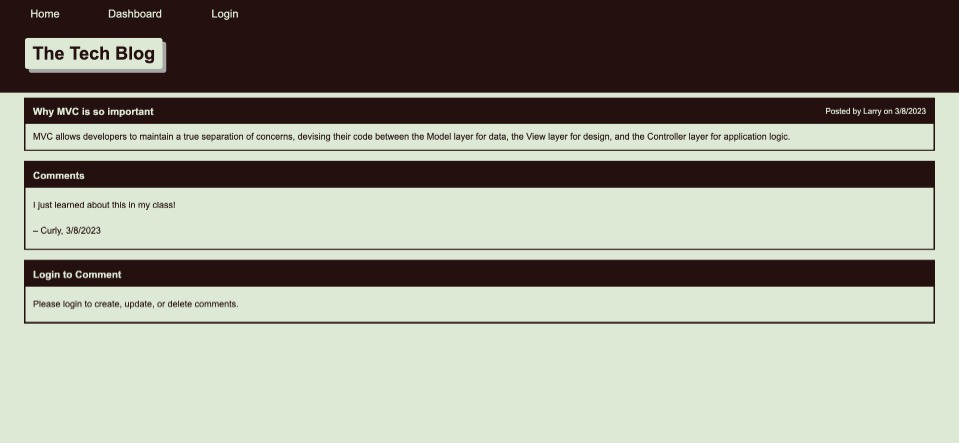 Home Dashboard Login
The Tech Blog
Why MVC is so important Posted by Larry on 3/8/2023
MVC allows developers to maintain a true separation of concerns, devising their code between the Model layer for data, the View layer for design, and the Controller layer for application logic.
Comments
I just learned about this in my class!
– Curly, 3/8/2023
Login to Comment
Please login to create, update, or delete comments.